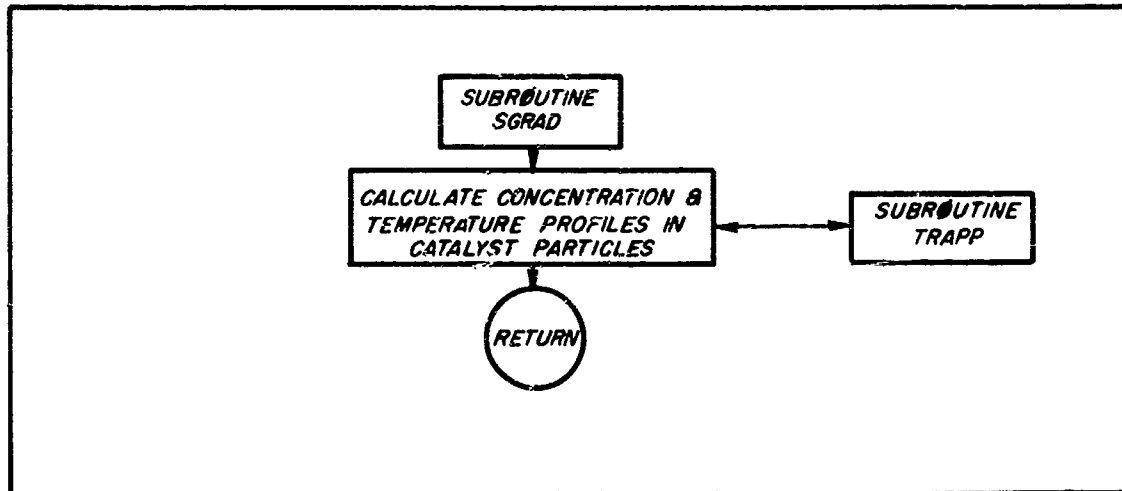 SUBRØUTINE
SGRAD
CALCULATE CONCENTRATION &
TEMPERATURE PROFILES IN
CATALYST PARTICLES
SUBRØUTINE
TRAPP
RETURN